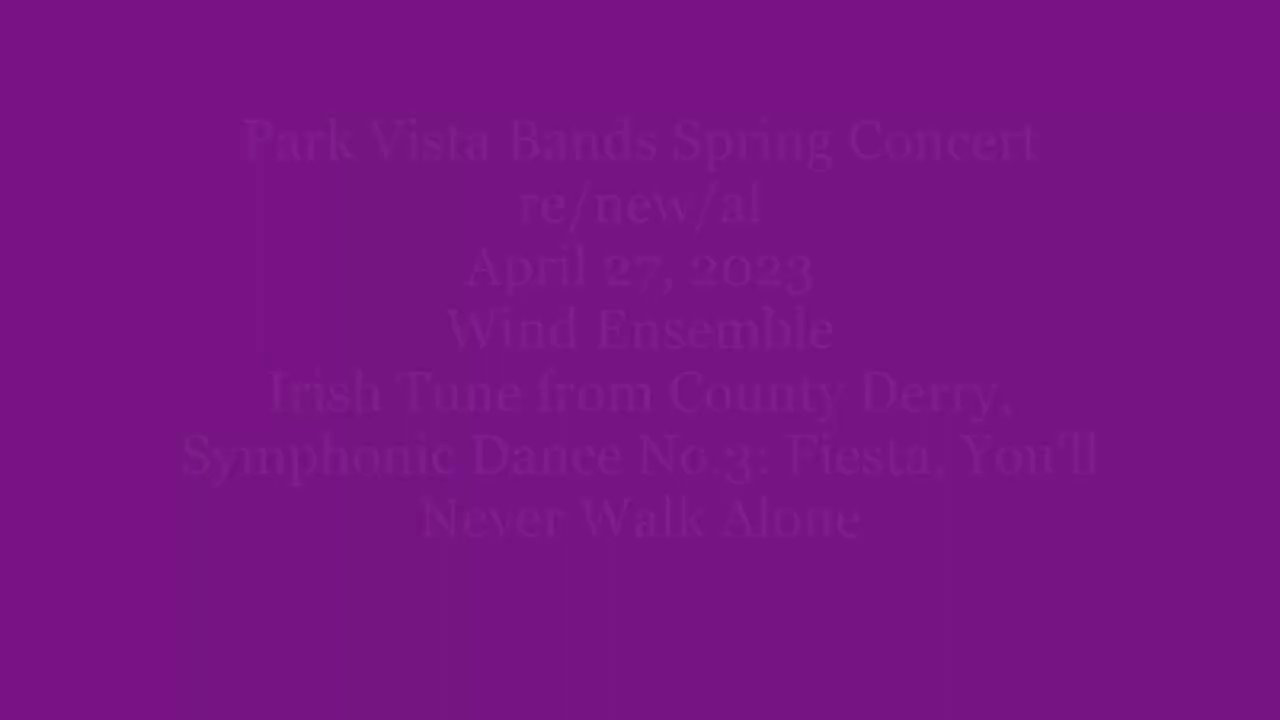 Park Vista Bands Spring Concert
re/new/al
April 27, 2023
Wind Ensemble
Irish Tune from County Derry,
Symphonic Dance No.3: Fiesta, You'll
Never Walk Alone